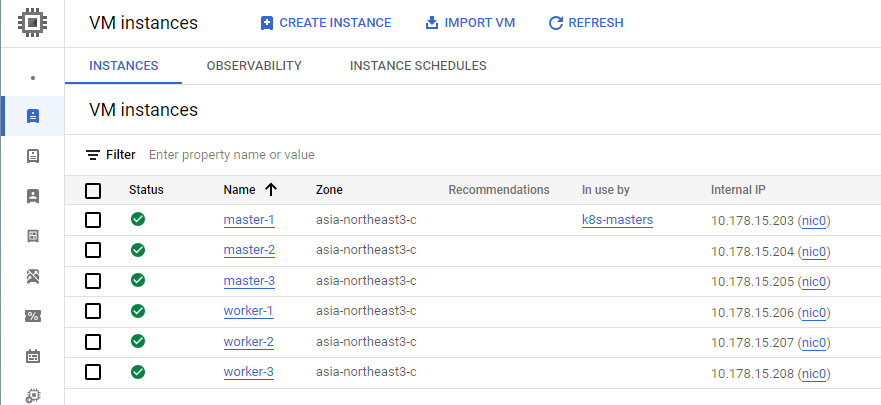 VM instances CREATE INSTANCE IMPORT VM REFRESH
INSTANCES OBSERVABILITY INSTANCE SCHEDULES
VM instances
Filter Enter property name or value
Status Name Zone Recommendations In use by Internal IP
master-1 asia-northeast3-c k8s-masters 10.178.15.203 (nic0)
master-2 asia-northeast3-c 10.178.15.204 (nic0)
master-3 asia-northeast3-c 10.178.15.205 (nic0)
worker-1 asia-northeast3-c 10.178.15.206 (nic0)
worker-2 asia-northeast3-c 10.178.15.207 (nic0)
worker-3 asia-northeast3-c 10.178.15.208 (nic0)